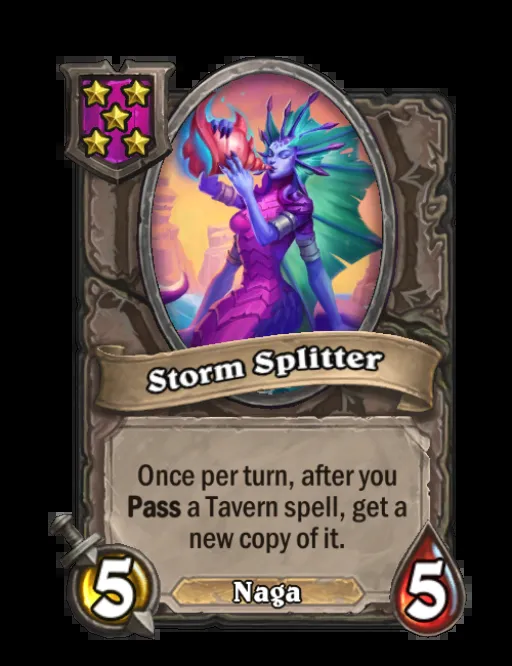 Storm Splitter
Once per turn, after you
Pass a Tavern spell, get a
new copy of it.
5
Naga
5